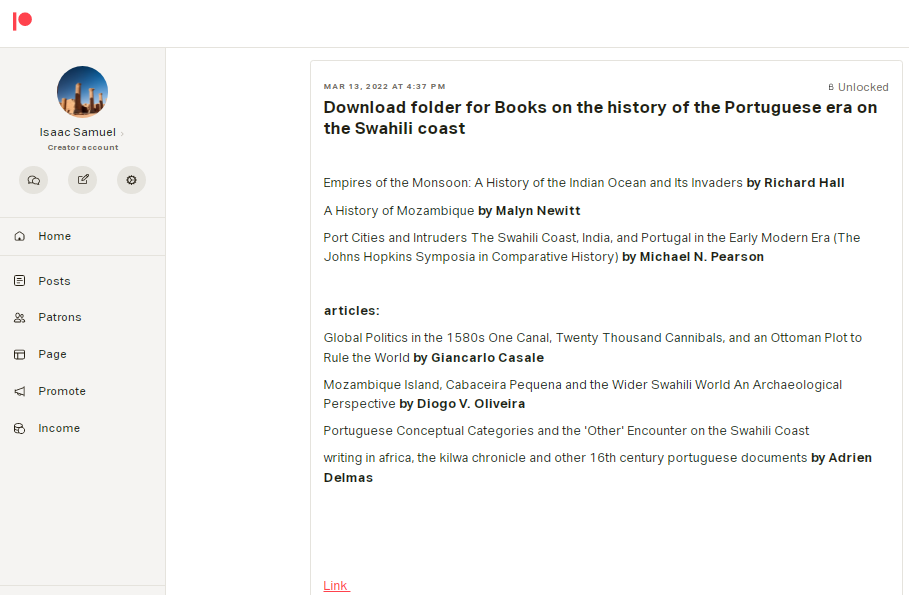 Isaac Samuel ›
Creator account
Home
Posts
Patrons
Page
Promote
Income
MAR 13, 2022 AT 4:37 PM
Unlocked
Download folder for Books on the history of the Portuguese era on
the Swahili coast
Empires of the Monsoon: A History of the Indian Ocean and Its Invaders by Richard Hall
A History of Mozambique by Malyn Newitt
Port Cities and Intruders The Swahili Coast, India, and Portugal in the Early Modern Era (The
Johns Hopkins Symposia in Comparative History) by Michael N. Pearson
articles:
Global Politics in the 1580s One Canal, Twenty Thousand Cannibals, and an Ottoman Plot to
Rule the World by Giancarlo Casale
Mozambique Island, Cabaceira Pequena and the Wider Swahili World An Archaeological
Perspective by Diogo V. Oliveira
Portuguese Conceptual Categories and the 'Other' Encounter on the Swahili Coast
writing in africa, the kilwa chronicle and other 16th century portuguese documents by Adrien
Delmas
Link